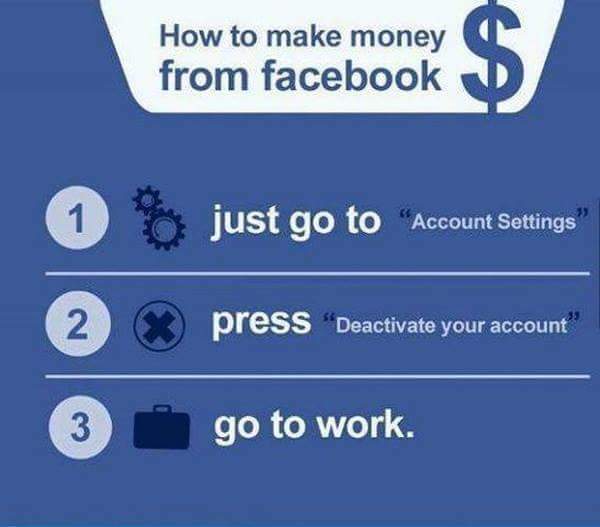 How to make money
from facebook $
1 just go to "Account Settings"
2 press "Deactivate your account"
3 go to work.